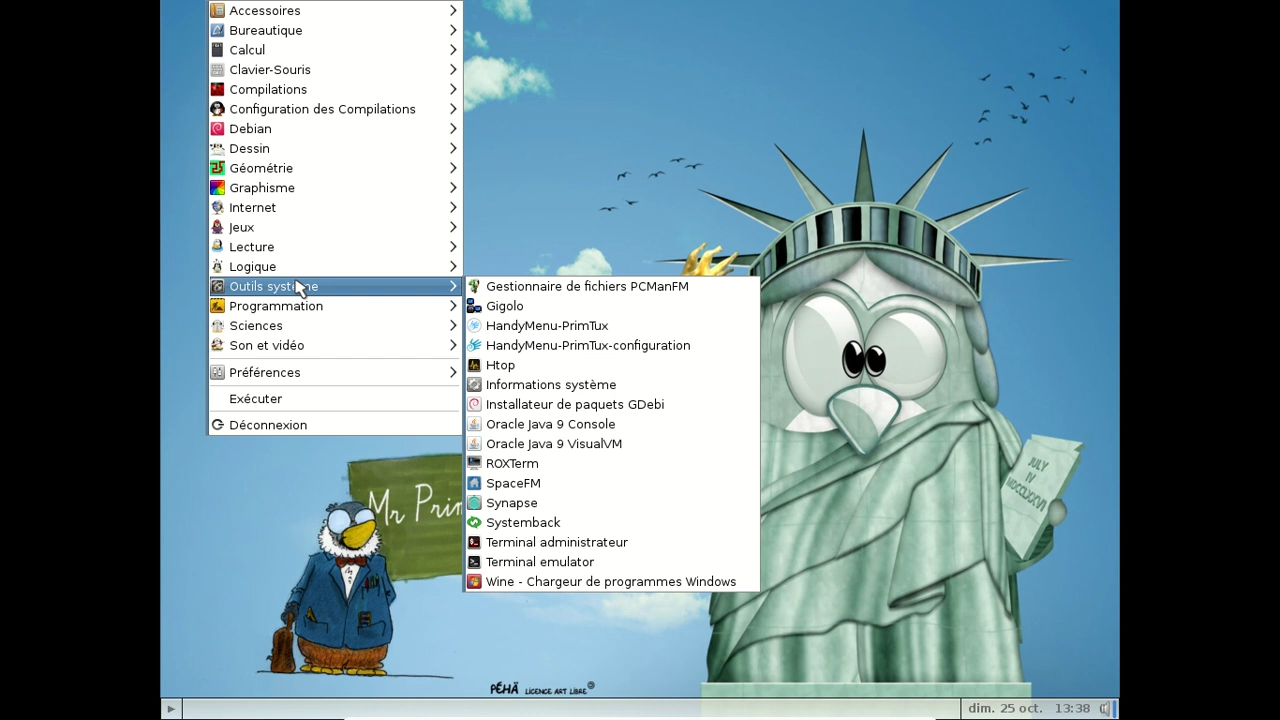 Accessoires
Bureautique
Calcul
Clavier-Souris
Compilations
Configuration des Compilations
Debian
Dessin
Géométrie
Graphisme
Internet
Jeux
Lecture
Logique
Outils système
Programmation
Sciences
Son et vidéo
Préférences
Exécuter
Déconnexion
Gestionnaire de fichiers PCManFM
Gigolo
HandyMenu-PrimTux
HandyMenu-PrimTux-configuration
Htop
Informations système
Installateur de paquets GDebi
Oracle Java 9 Console
Oracle Java 9 VisualVM
ROXTerm
SpaceFM
Synapse
Systemback
Terminal administrateur
Terminal emulator
Wine - Chargeur de programmes Windows
JULY
IV
MDCCLXXVI
Mr Prim
PÉHÄ LICENCE ART LIBRE
dim. 25 oct. 13:38